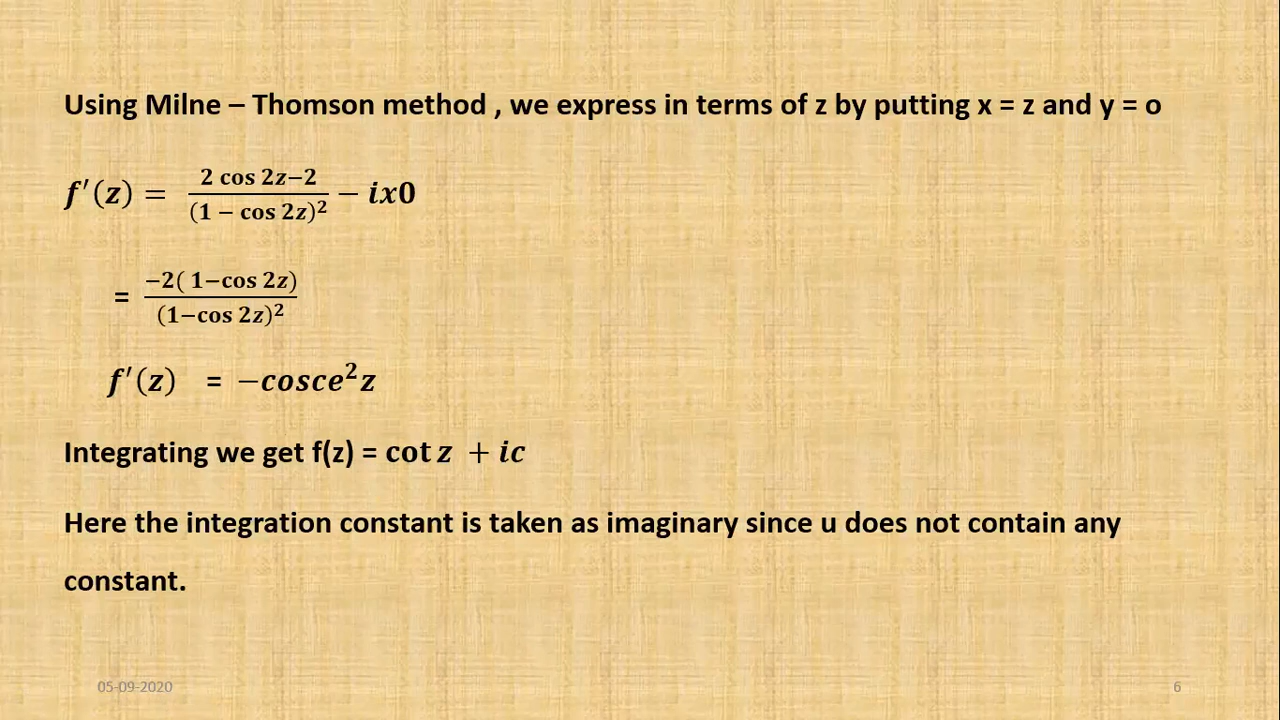 Using Milne – Thomson method , we express in terms of z by putting x = z and y = o
f′(z) = (2 cos 2z−2)/(1 − cos 2z)² − ix0
= (−2( 1−cos 2z))/((1−cos 2z)²)
f′(z) = −cosce²z
Integrating we get f(z) = cot z + ic
Here the integration constant is taken as imaginary since u does not contain any
constant.
05-09-2020
6